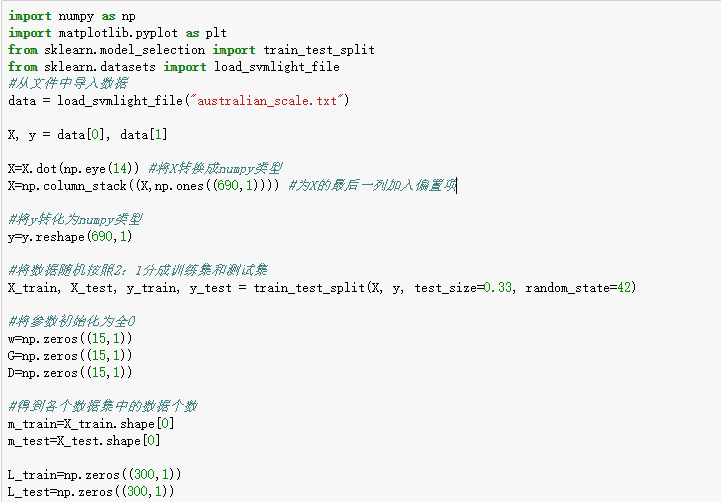 import numpy as np
import matplotlib.pyplot as plt
from sklearn.model_selection import train_test_split
from sklearn.datasets import load_svmlight_file
#从文件中导入数据
data = load_svmlight_file("australian_scale.txt")
X, y = data[0], data[1]
X=X.dot(np.eye(14)) #将X转换成numpy类型
X=np.column_stack((X,np.ones((690,1)))) #为X的最后一列加入偏置项
#将y转化为numpy类型
y=y.reshape(690,1)
#将数据随机按照2：1分成训练集和测试集
X_train, X_test, y_train, y_test = train_test_split(X, y, test_size=0.33, random_state=42)
#将参数初始化为全0
w=np.zeros((15,1))
G=np.zeros((15,1))
D=np.zeros((15,1))
#得到各个数据集中的数据个数
m_train=X_train.shape[0]
m_test=X_test.shape[0]
L_train=np.zeros((300,1))
L_test=np.zeros((300,1))